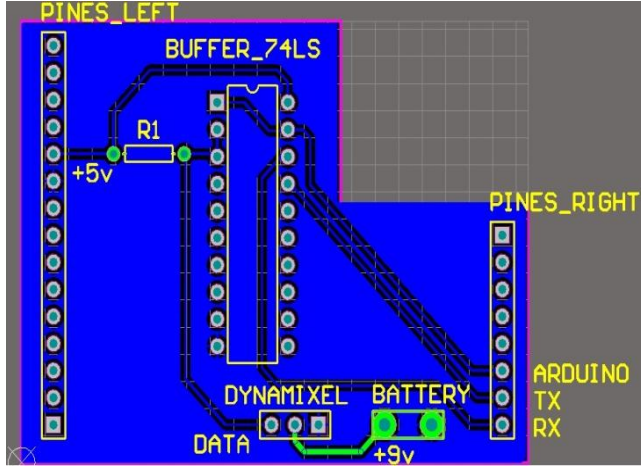 PINES_LEFT
BUFFER_74LS
R1
+5v
PINES_RIGHT
ARDUINO
DYNAMIXEL
BATTERY
TX
DATA
RX
+9v